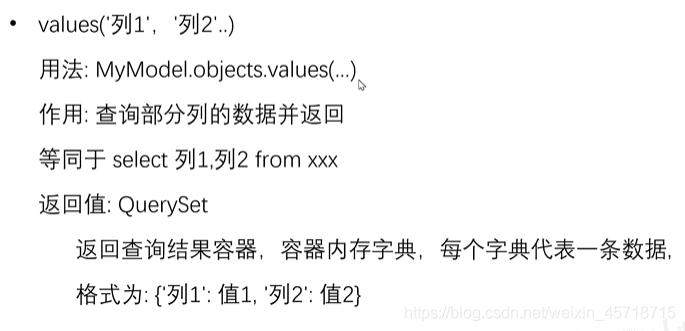 • values('列1', '列2'..)
用法: MyModel.objects.values(...)
作用: 查询部分列的数据并返回
等同于 select 列1,列2 from xxx
返回值: QuerySet
返回查询结果容器，容器内存字典，每个字典代表一条数据,
格式为: {'列1': 值1, '列2': 值2}
https://blog.csdn.net/weixin_45718715